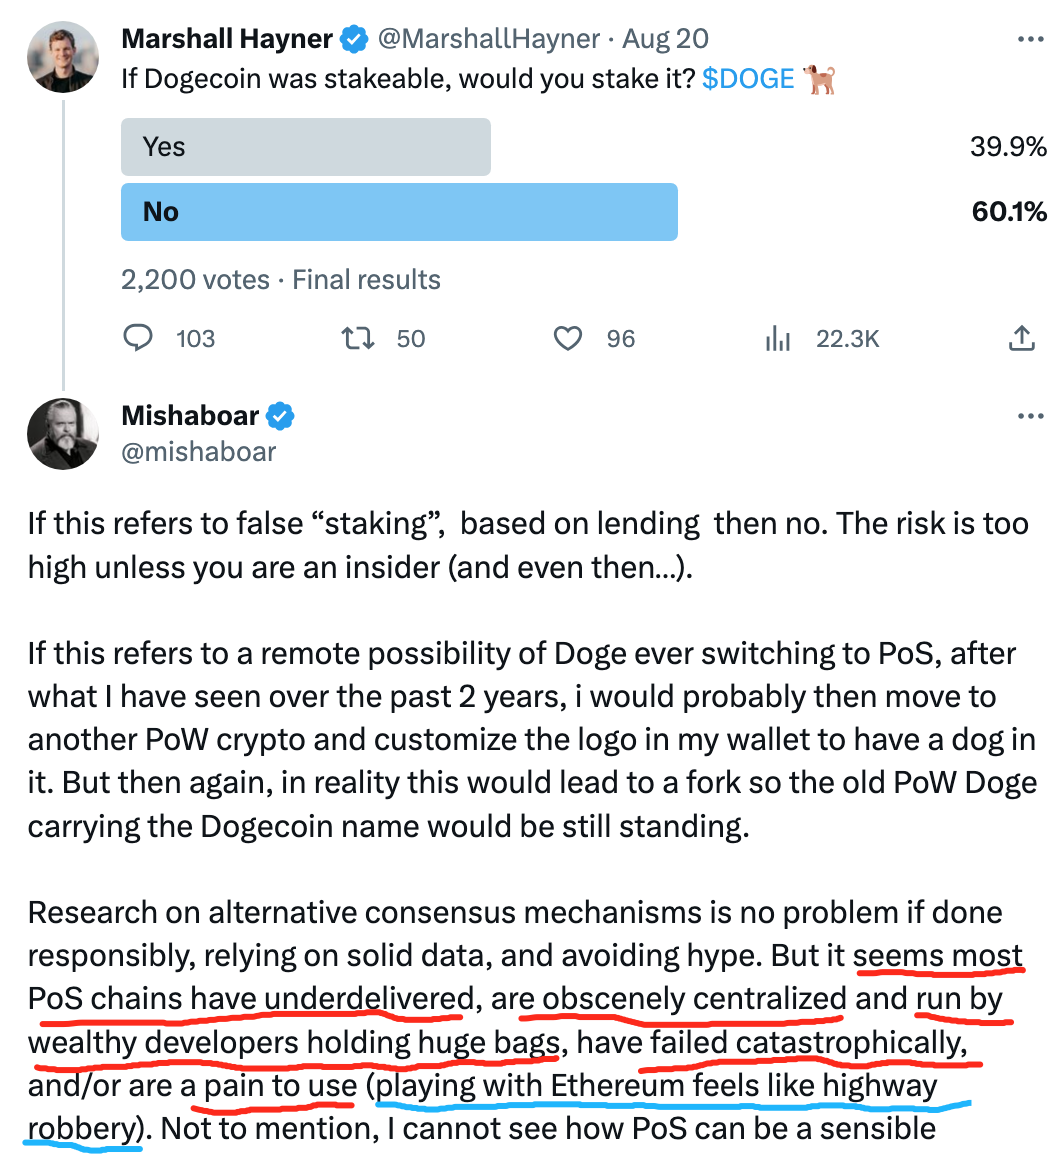 Marshall Hayner @MarshallHayner · Aug 20
If Dogecoin was stakeable, would you stake it? $DOGE 🐕
Yes 39.9%
No 60.1%
2,200 votes · Final results
103 50 96 22.3K
Mishaboar
@mishaboar
If this refers to false “staking”, based on lending then no. The risk is too
high unless you are an insider (and even then...).
If this refers to a remote possibility of Doge ever switching to PoS, after
what I have seen over the past 2 years, i would probably then move to
another PoW crypto and customize the logo in my wallet to have a dog in
it. But then again, in reality this would lead to a fork so the old PoW Doge
carrying the Dogecoin name would be still standing.
Research on alternative consensus mechanisms is no problem if done
responsibly, relying on solid data, and avoiding hype. But it seems most
PoS chains have underdelivered, are obscenely centralized and run by
wealthy developers holding huge bags, have failed catastrophically,
and/or are a pain to use (playing with Ethereum feels like highway
robbery). Not to mention, I cannot see how PoS can be a sensible